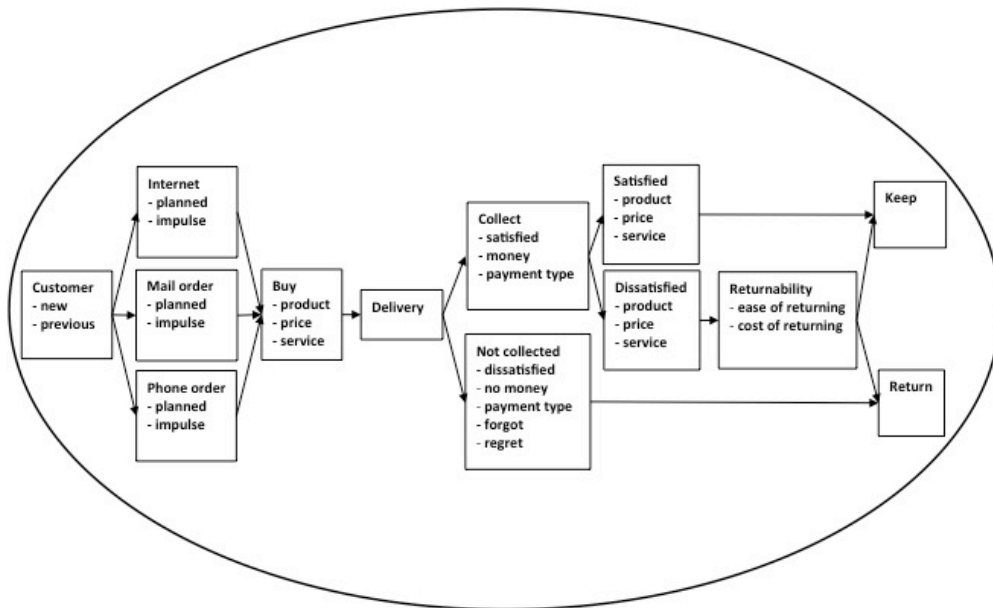 Customer
- new
- previous
Internet
- planned
- impulse
Mail order
- planned
- impulse
Phone order
- planned
- impulse
Buy
- product
- price
- service
Delivery
Collect
- satisfied
- money
- payment type
Not collected
- dissatisfied
- no money
- payment type
- forgot
- regret
Satisfied
- product
- price
- service
Dissatisfied
- product
- price
- service
Returnability
- ease of returning
- cost of returning
Keep
Return